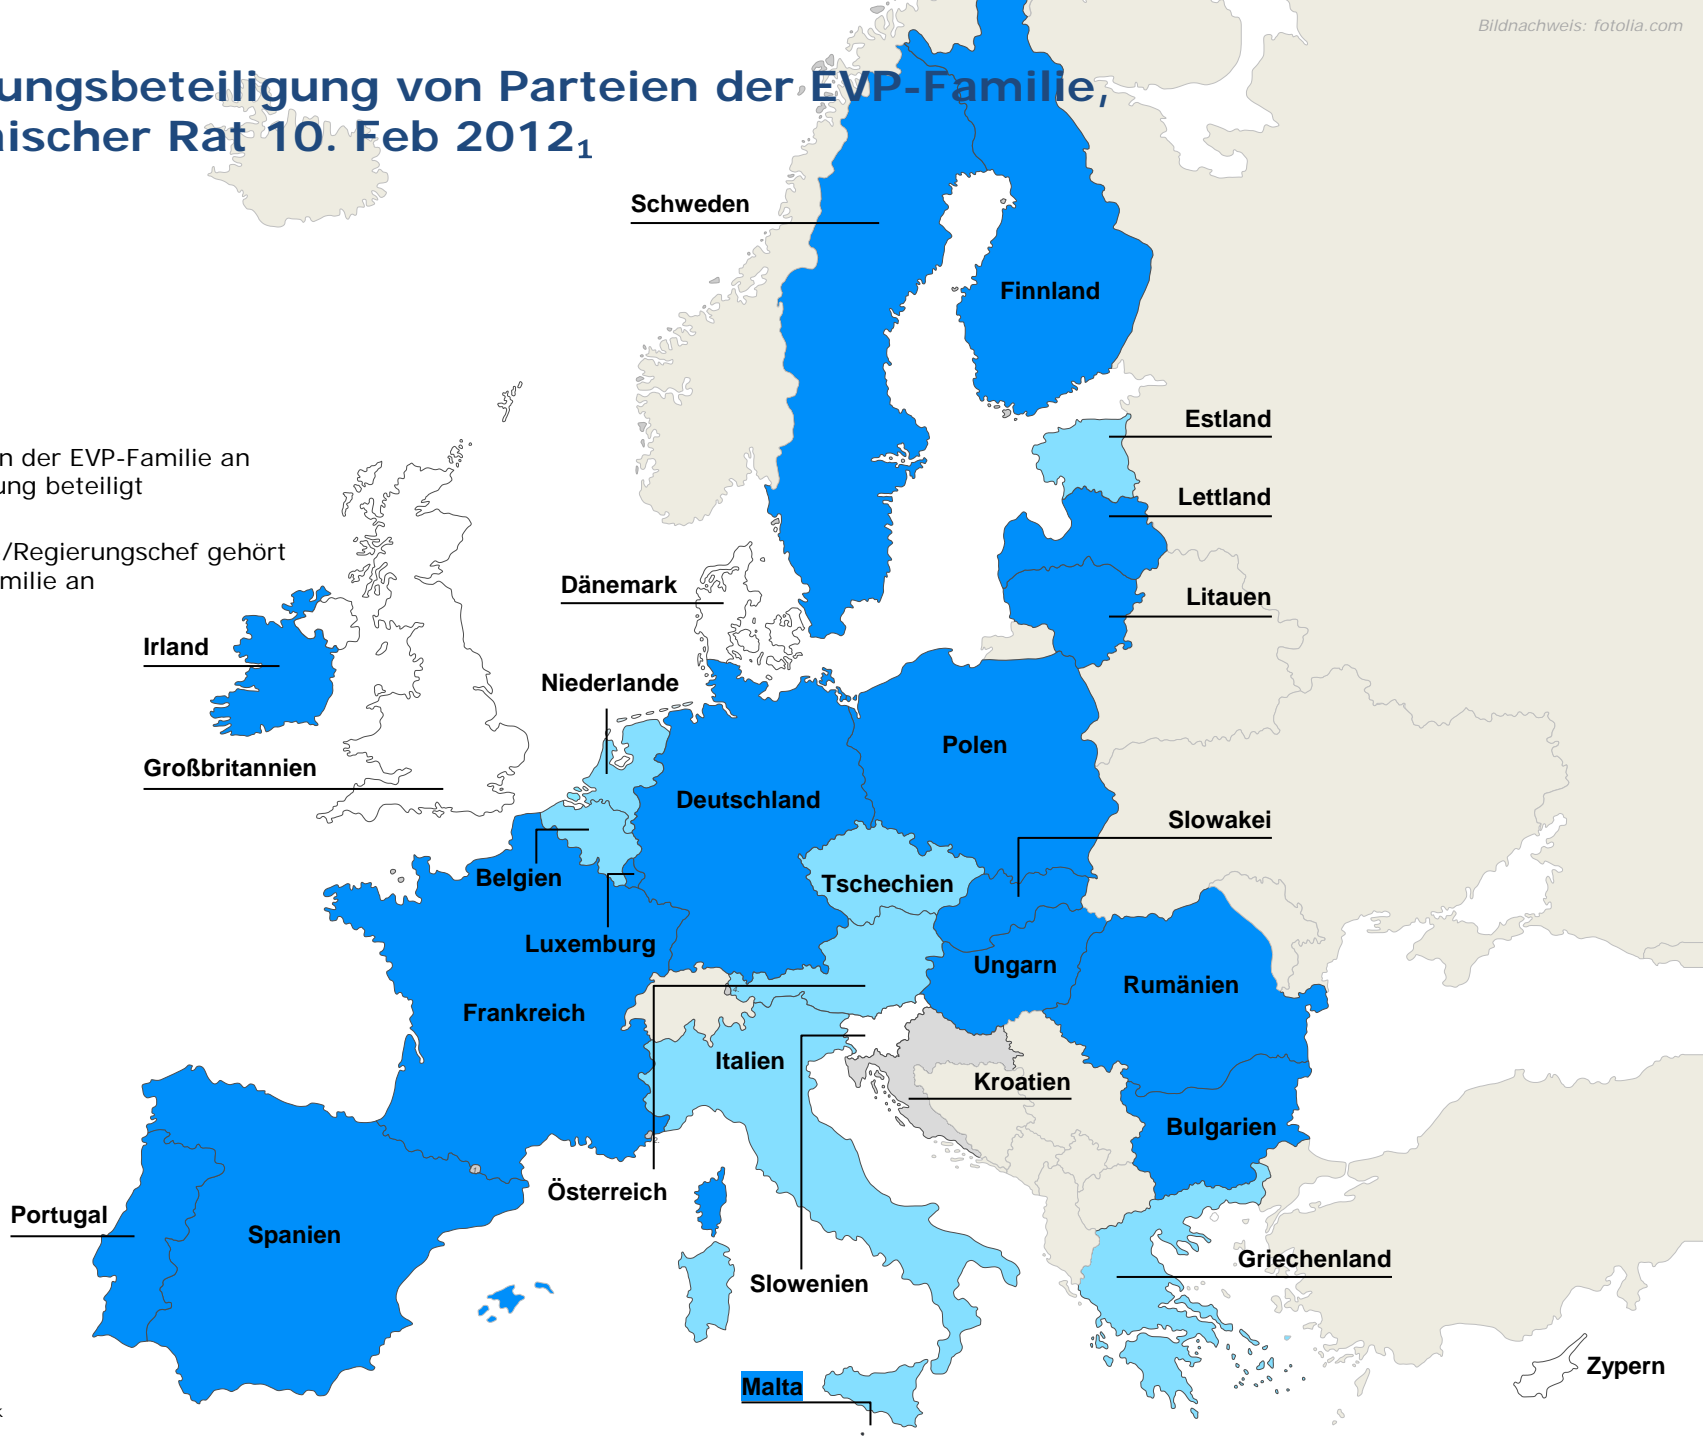 Bildnachweis: fotolia.com
ungsbeteiligung von Parteien der EVP-Familie,
ischer Rat 10. Feb 2012₁
Schweden
Finnland
Estland
n der EVP-Familie an
ung beteiligt
Lettland
/Regierungschef gehört
milie an
Dänemark
Litauen
Irland
Niederlande
Polen
Großbritannien
Deutschland
Slowakei
Belgien
Tschechien
Luxemburg
Ungarn
Rumänien
Frankreich
Italien
Kroatien
Bulgarien
Österreich
Portugal
Spanien
Griechenland
Slowenien
Zypern
Malta